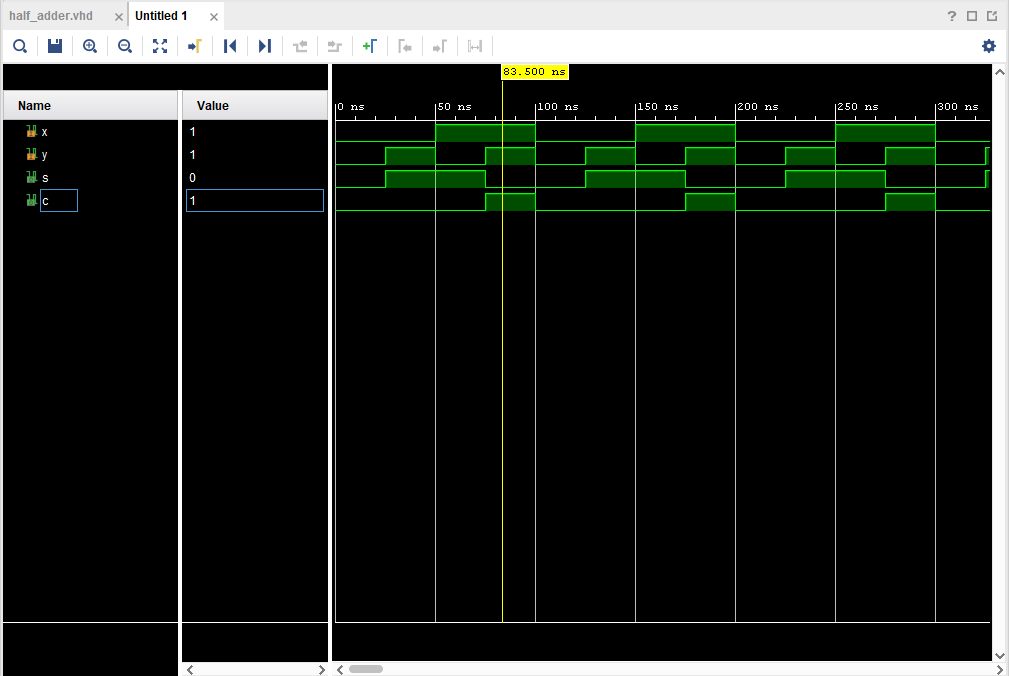 half_adder.vhd Untitled 1
83.500 ns
Name Value
0 ns 50 ns 100 ns 150 ns 200 ns 250 ns 300 ns
x 1
y 1
s 0
c 1